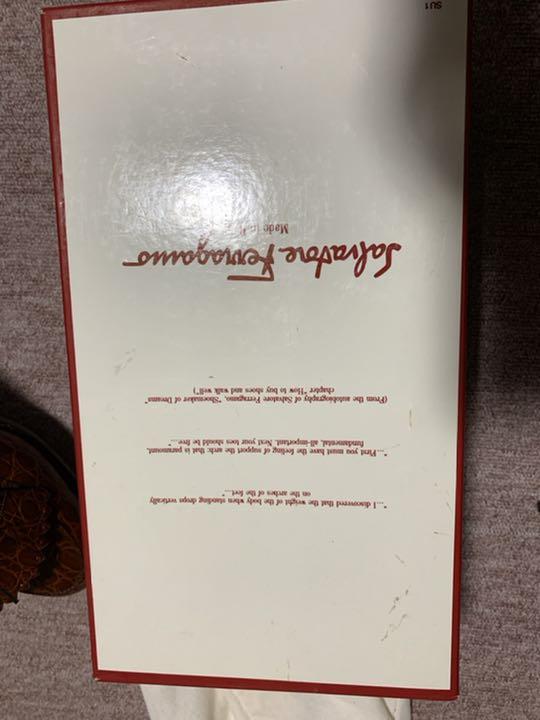 "...I discovered that the weight of the body when standing drops vertically
on the arches of the feet...."
"...First you must have the feeling of support the arch: that is paramount,
fundamental, all-important. Next your toes should be free...."
(From the autobiography of Salvatore Ferragamo, "Shoemaker of Dreams"
chapter "How to buy shoes and walk well")
Salvatore Ferragamo
Made in
SU1